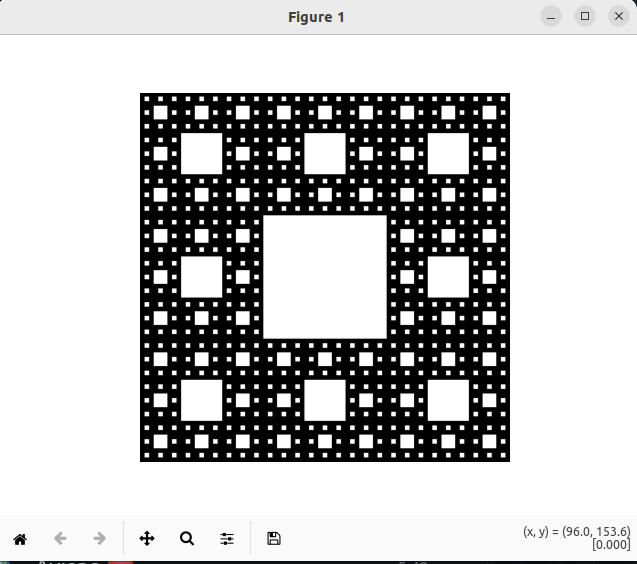 Figure 1
(x, y) = (96.0, 153.6)
[0.000]